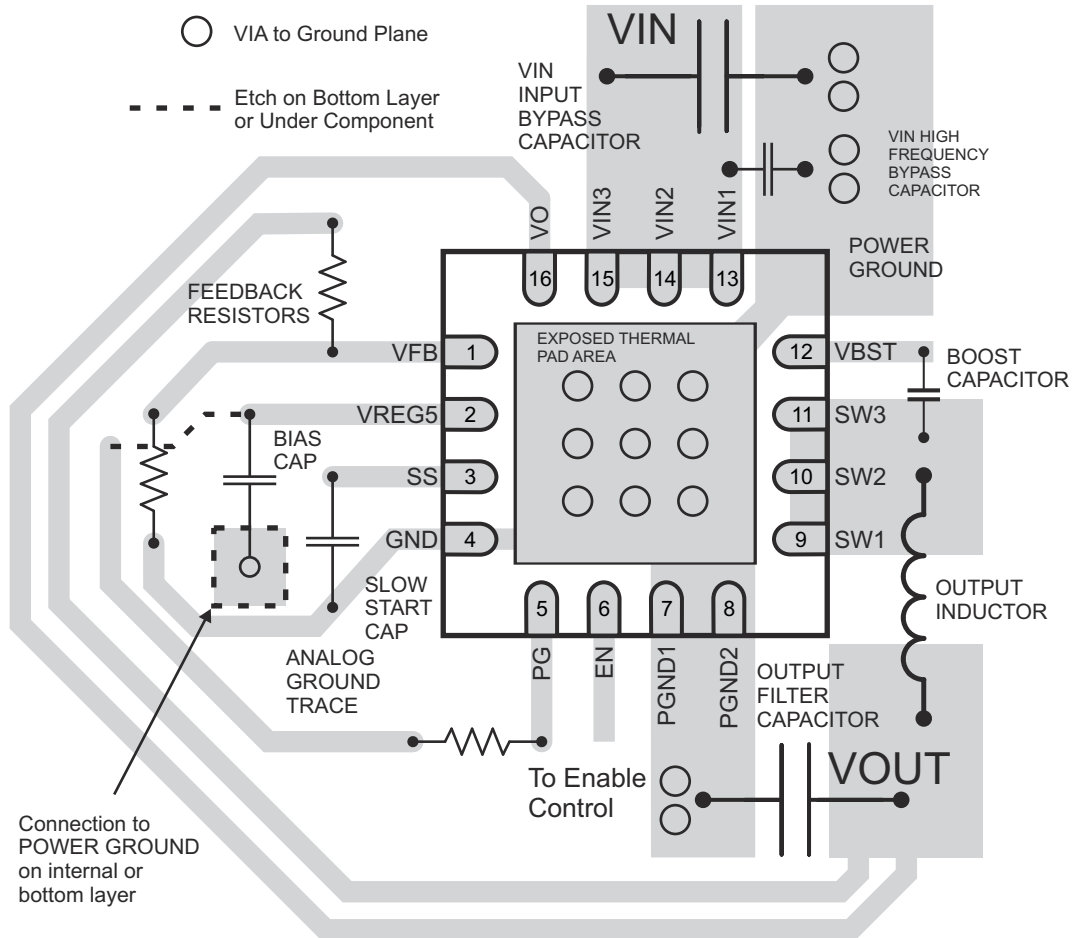 VIA to Ground Plane
Etch on Bottom Layer
or Under Component
VIN
VIN
INPUT
BYPASS
CAPACITOR
VIN HIGH
FREQUENCY
BYPASS
CAPACITOR
VO
VIN3
VIN2
VIN1
POWER
GROUND
16
15
14
13
FEEDBACK
RESISTORS
EXPOSED THERMAL
PAD AREA
VFB
1
12
VBST
BOOST
CAPACITOR
VREG5
2
11
SW3
BIAS
CAP
SS
3
10
SW2
GND
4
9
SW1
SLOW
START
CAP
5
6
7
8
OUTPUT
INDUCTOR
ANALOG
GROUND
TRACE
PG
EN
PGND1
PGND2
OUTPUT
FILTER
CAPACITOR
To Enable
Control
VOUT
Connection to
POWER GROUND
on internal or
bottom layer